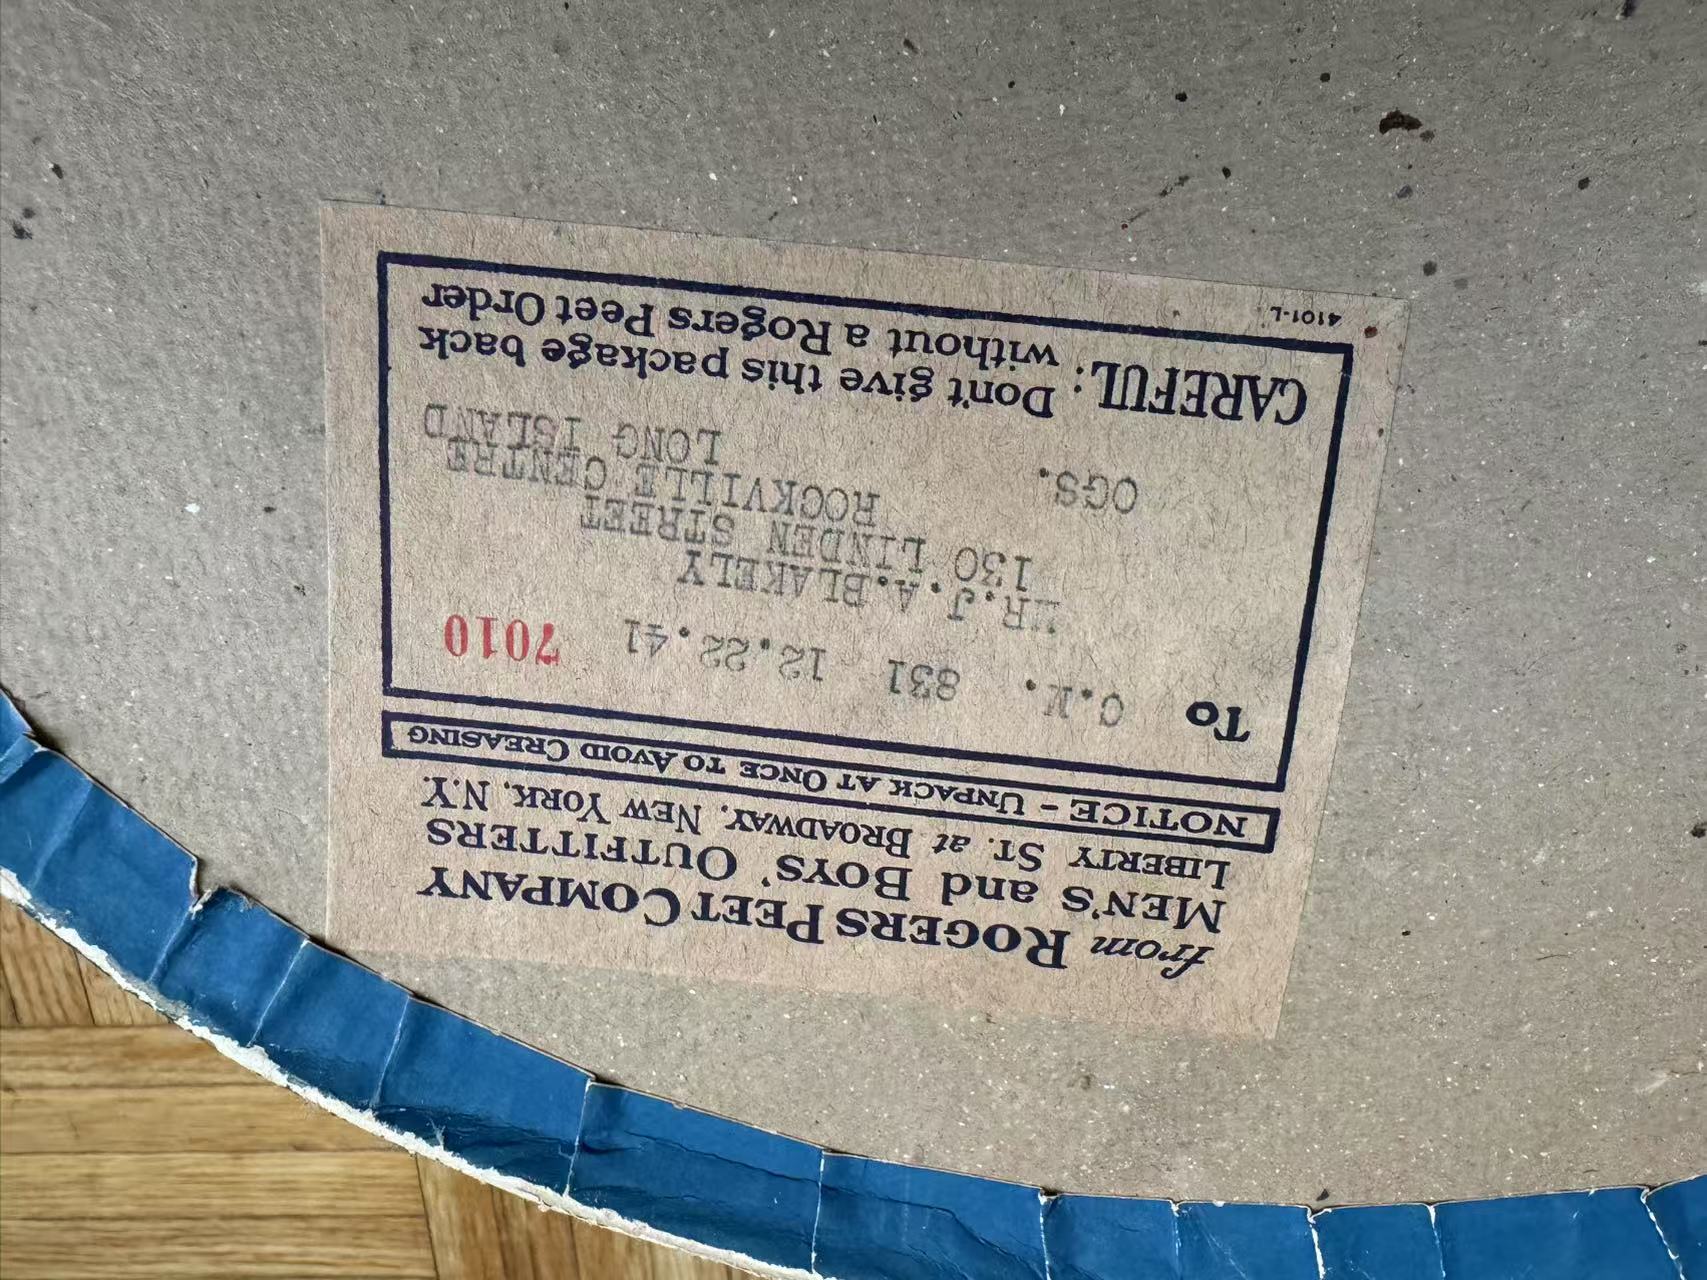 from ROGERS PEET COMPANY
MEN'S and BOYS' OUTFITTERS
LIBERTY ST. at BROADWAY, NEW YORK, N.Y.
NOTICE – UNPACK AT ONCE TO AVOID CREASING
To C.M. 831 12.22.41 7010
MR.J.A.BLAKELY
130 LINDEN STREET
ROCKVILLE CENTRE
OGS. LONG ISLAND
CAREFUL: Don't give this package back
without a Rogers Peet Order
4101-L